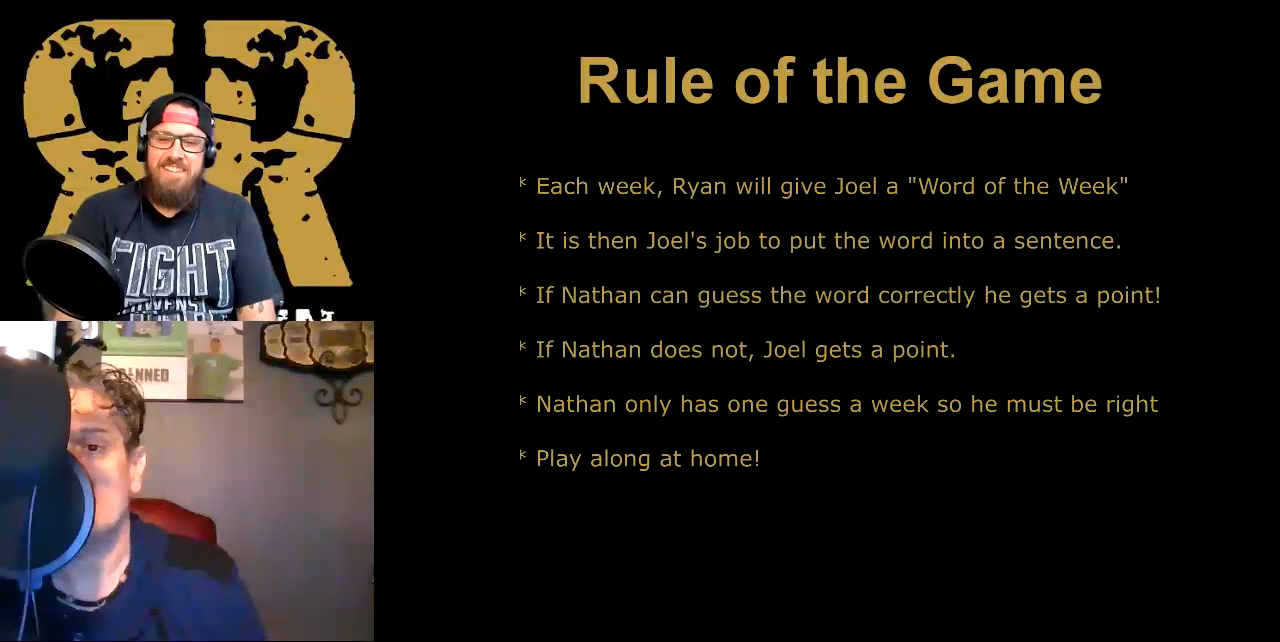 Rule of the Game
* Each week, Ryan will give Joel a "Word of the Week"
* It is then Joel's job to put the word into a sentence.
* If Nathan can guess the word correctly he gets a point!
* If Nathan does not, Joel gets a point.
* Nathan only has one guess a week so he must be right
* Play along at home!
FIGHT
OWENS